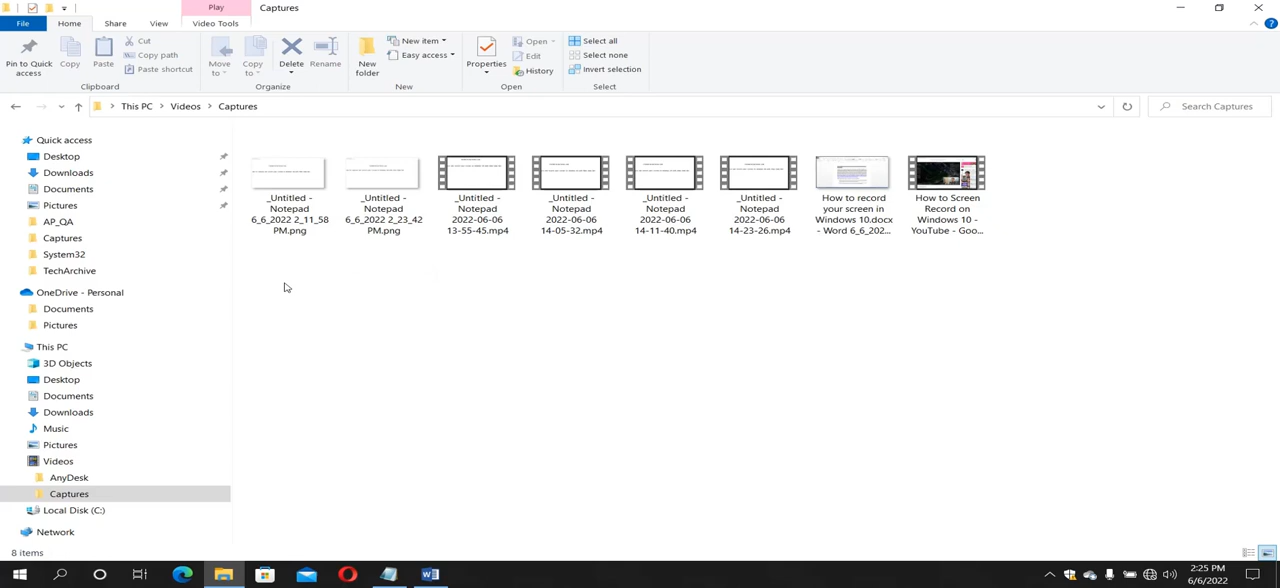 Play
Captures
File
Home
Share
View
Video Tools
Pin to Quick
access
Copy
Paste
Cut
Copy path
Paste shortcut
Clipboard
Move
to
Copy
to
Delete
Rename
Organize
New
folder
New item
Easy access
New
Properties
Open
Edit
History
Open
Select all
Select none
Invert selection
Select
This PC
Videos
Captures
Search Captures
Quick access
Desktop
Downloads
Documents
Pictures
AP_QA
Captures
System32
TechArchive
OneDrive - Personal
Documents
Pictures
This PC
3D Objects
Desktop
Documents
Downloads
Music
Pictures
Videos
AnyDesk
Captures
Local Disk (C:)
Network
_Untitled -
Notepad
6_6_2022 2_11_58
PM.png
_Untitled -
Notepad
6_6_2022 2_23_42
PM.png
_Untitled -
Notepad
2022-06-06
13-55-45.mp4
_Untitled -
Notepad
2022-06-06
14-05-32.mp4
_Untitled -
Notepad
2022-06-06
14-11-40.mp4
_Untitled -
Notepad
2022-06-06
14-23-26.mp4
How to record
your screen in
Windows 10.docx
- Word 6_6_202...
How to Screen
Record on
Windows 10 -
YouTube - Goo...
8 items
2:25 PM
6/6/2022